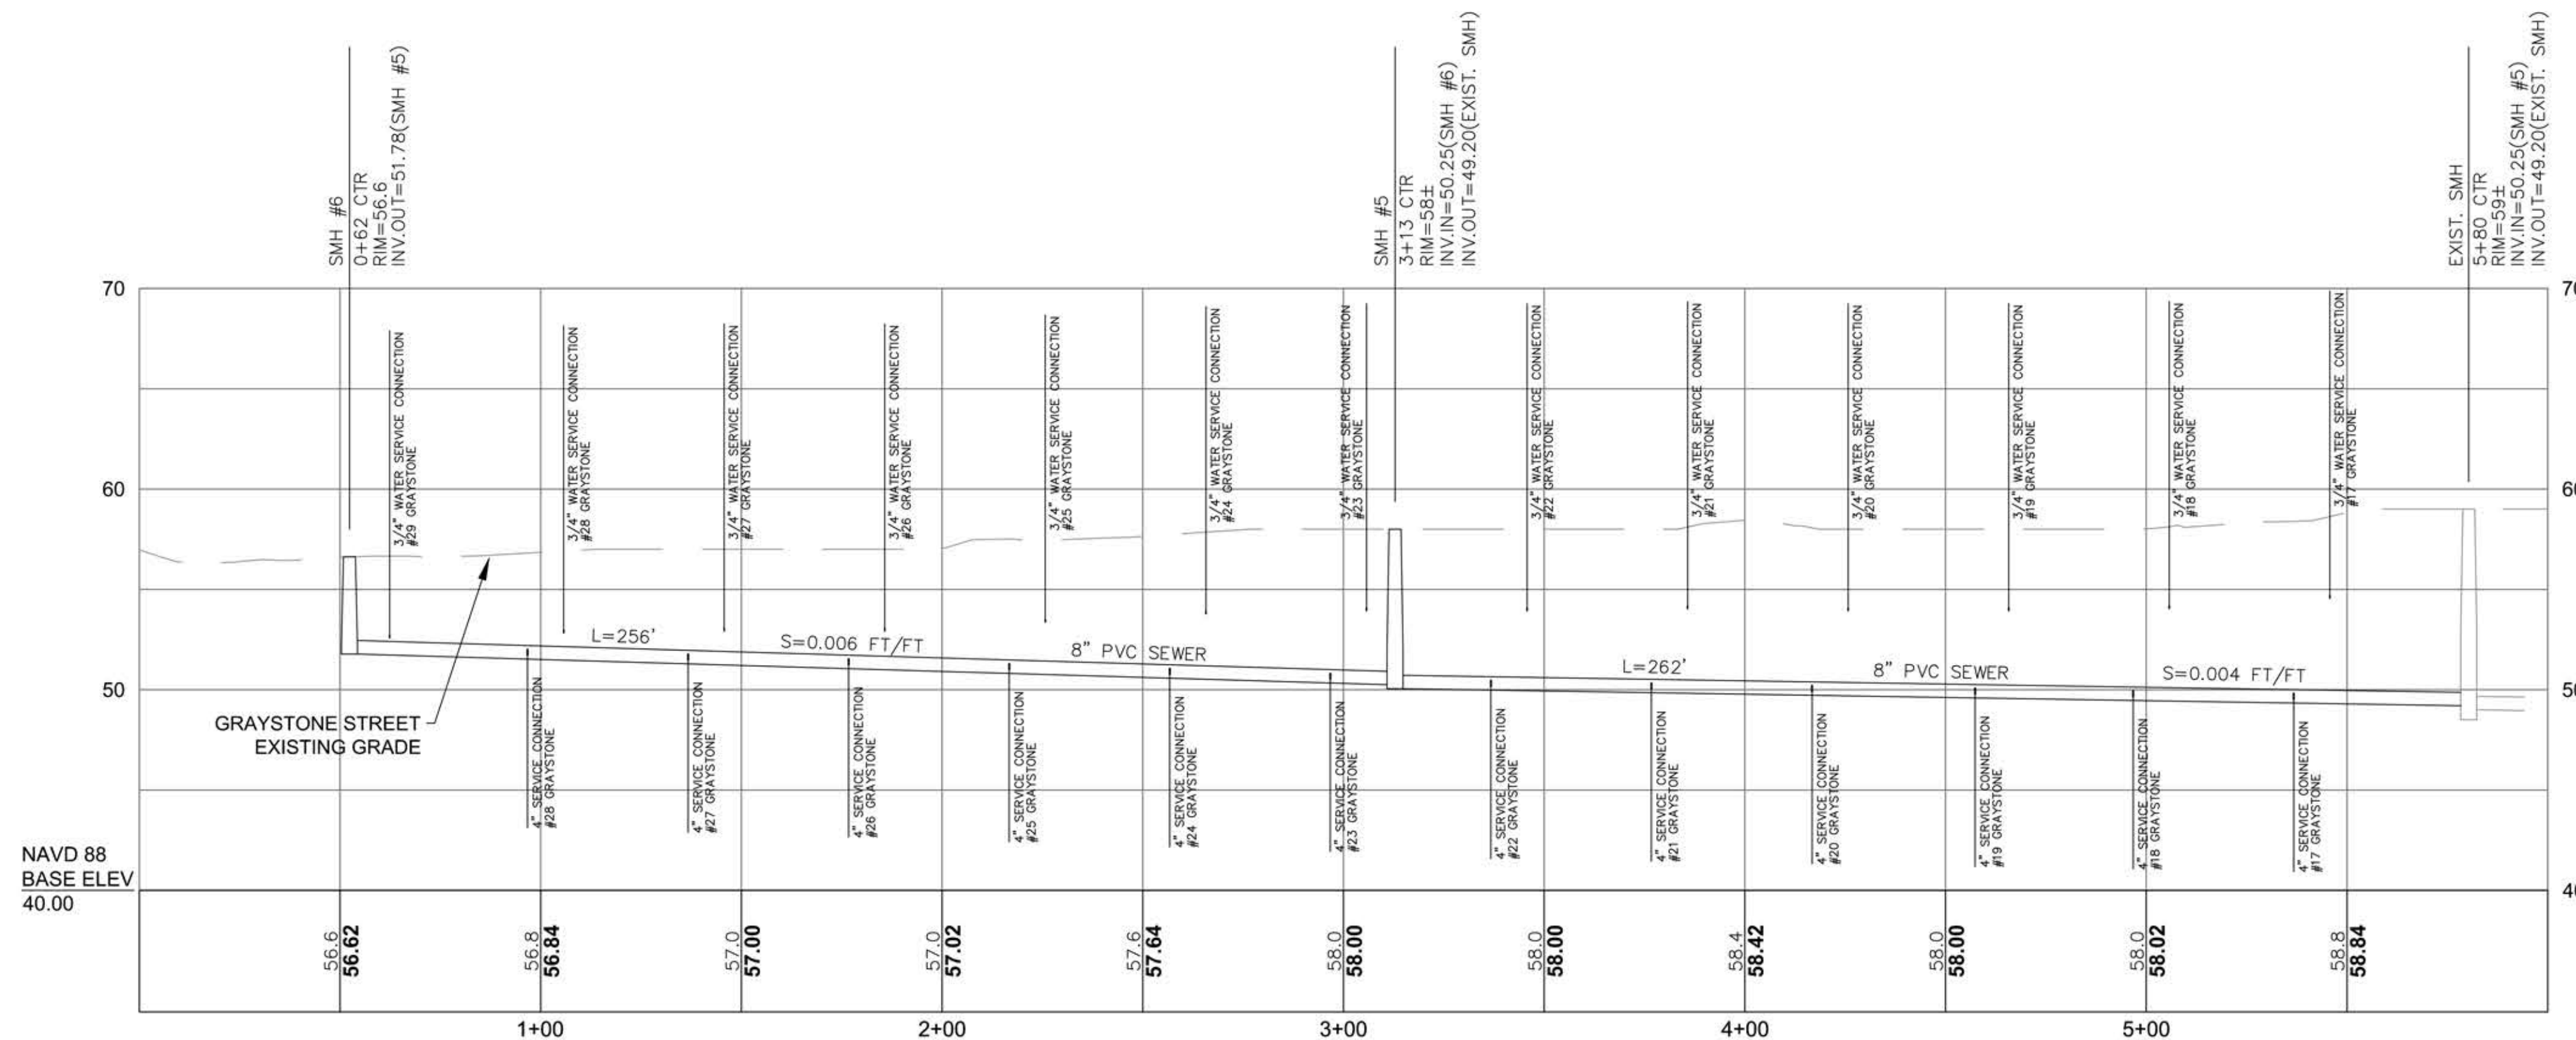 SMH #6
0+62 CTR
RIM=56.6
INV.OUT=51.78(SMH #5)
SMH #5
3+13 CTR
RIM=58±
INV.IN=50.25(SMH #6)
INV.OUT=49.20(EXIST. SMH)
EXIST. SMH
5+80 CTR
RIM=59±
INV.IN=50.25(SMH #5)
INV.OUT=49.20(EXIST. SMH)
70
60
50
3/4" WATER SERVICE CONNECTION
#29 GRAYSTONE
3/4" WATER SERVICE CONNECTION
#28 GRAYSTONE
3/4" WATER SERVICE CONNECTION
#27 GRAYSTONE
3/4" WATER SERVICE CONNECTION
#26 GRAYSTONE
3/4" WATER SERVICE CONNECTION
#25 GRAYSTONE
3/4" WATER SERVICE CONNECTION
#24 GRAYSTONE
3/4" WATER SERVICE CONNECTION
#23 GRAYSTONE
3/4" WATER SERVICE CONNECTION
#22 GRAYSTONE
3/4" WATER SERVICE CONNECTION
#21 GRAYSTONE
3/4" WATER SERVICE CONNECTION
#20 GRAYSTONE
3/4" WATER SERVICE CONNECTION
#19 GRAYSTONE
3/4" WATER SERVICE CONNECTION
#18 GRAYSTONE
3/4" WATER SERVICE CONNECTION
#17 GRAYSTONE
L=256'
S=0.006 FT/FT
8" PVC SEWER
L=262'
8" PVC SEWER
S=0.004 FT/FT
GRAYSTONE STREET
EXISTING GRADE
4" SERVICE CONNECTION
#28 GRAYSTONE
4" SERVICE CONNECTION
#27 GRAYSTONE
4" SERVICE CONNECTION
#26 GRAYSTONE
4" SERVICE CONNECTION
#25 GRAYSTONE
4" SERVICE CONNECTION
#24 GRAYSTONE
4" SERVICE CONNECTION
#23 GRAYSTONE
4" SERVICE CONNECTION
#22 GRAYSTONE
4" SERVICE CONNECTION
#21 GRAYSTONE
4" SERVICE CONNECTION
#20 GRAYSTONE
4" SERVICE CONNECTION
#19 GRAYSTONE
4" SERVICE CONNECTION
#18 GRAYSTONE
4" SERVICE CONNECTION
#17 GRAYSTONE
NAVD 88
BASE ELEV
40.00
56.6
56.62
56.8
56.84
57.0
57.00
57.0
57.02
57.6
57.64
58.0
58.00
58.0
58.00
58.4
58.42
58.0
58.00
58.0
58.02
58.8
58.84
1+00
2+00
3+00
4+00
5+00